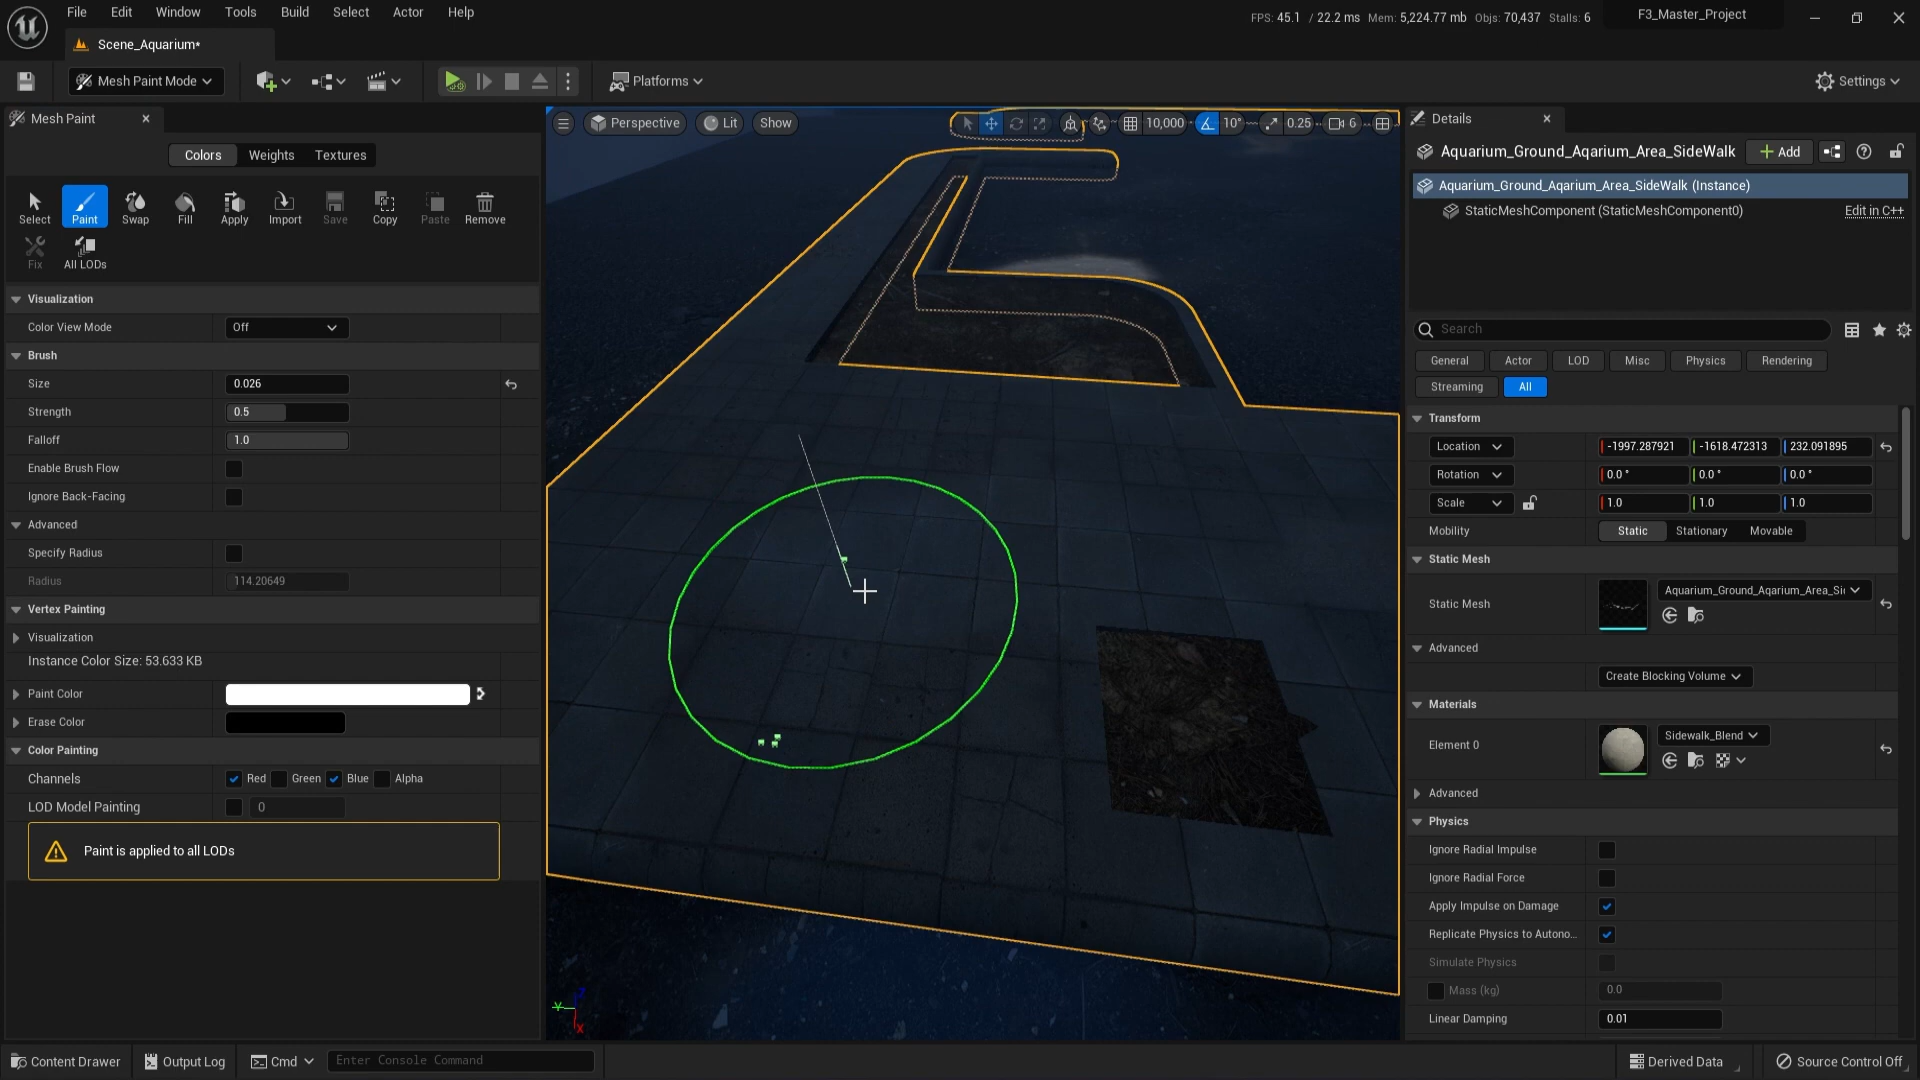 File Edit Window Tools Build Select Actor Help
FPS: 45.1 / 22.2 ms Mem: 5,224.77 mb Objs: 70,437 Stalls: 6
F3_Master_Project
Scene_Aquarium*
Mesh Paint Mode
Platforms
Settings
Mesh Paint
Colors Weights Textures
Select Paint Swap Fill Apply Import Save Copy Paste Remove
Fix All LODs
Visualization
Color View Mode Off
Brush
Size 0.026
Strength 0.5
Falloff 1.0
Enable Brush Flow
Ignore Back-Facing
Advanced
Specify Radius
Radius 114.20649
Vertex Painting
Visualization
Instance Color Size: 53.633 KB
Paint Color
Erase Color
Color Painting
Channels Red Green Blue Alpha
LOD Model Painting 0
Paint is applied to all LODs
Perspective Lit Show 10,000 10° 0.25 6
Y Z X
Details
Aquarium_Ground_Aqarium_Area_SideWalk Add
Aquarium_Ground_Aqarium_Area_SideWalk (Instance)
StaticMeshComponent (StaticMeshComponent0) Edit in C++
Search
General Actor LOD Misc Physics Rendering
Streaming All
Transform
Location -1997.287921 -1618.472313 232.091895
Rotation 0.0 ° 0.0 ° 0.0 °
Scale 1.0 1.0 1.0
Mobility Static Stationary Movable
Static Mesh
Static Mesh Aquarium_Ground_Aqarium_Area_Si
Advanced
Create Blocking Volume
Materials
Element 0 Sidewalk_Blend
Advanced
Physics
Ignore Radial Impulse
Ignore Radial Force
Apply Impulse on Damage
Replicate Physics to Autono...
Simulate Physics
Mass (kg) 0.0
Linear Damping 0.01
Content Drawer Output Log Cmd Enter Console Command
Derived Data Source Control Off